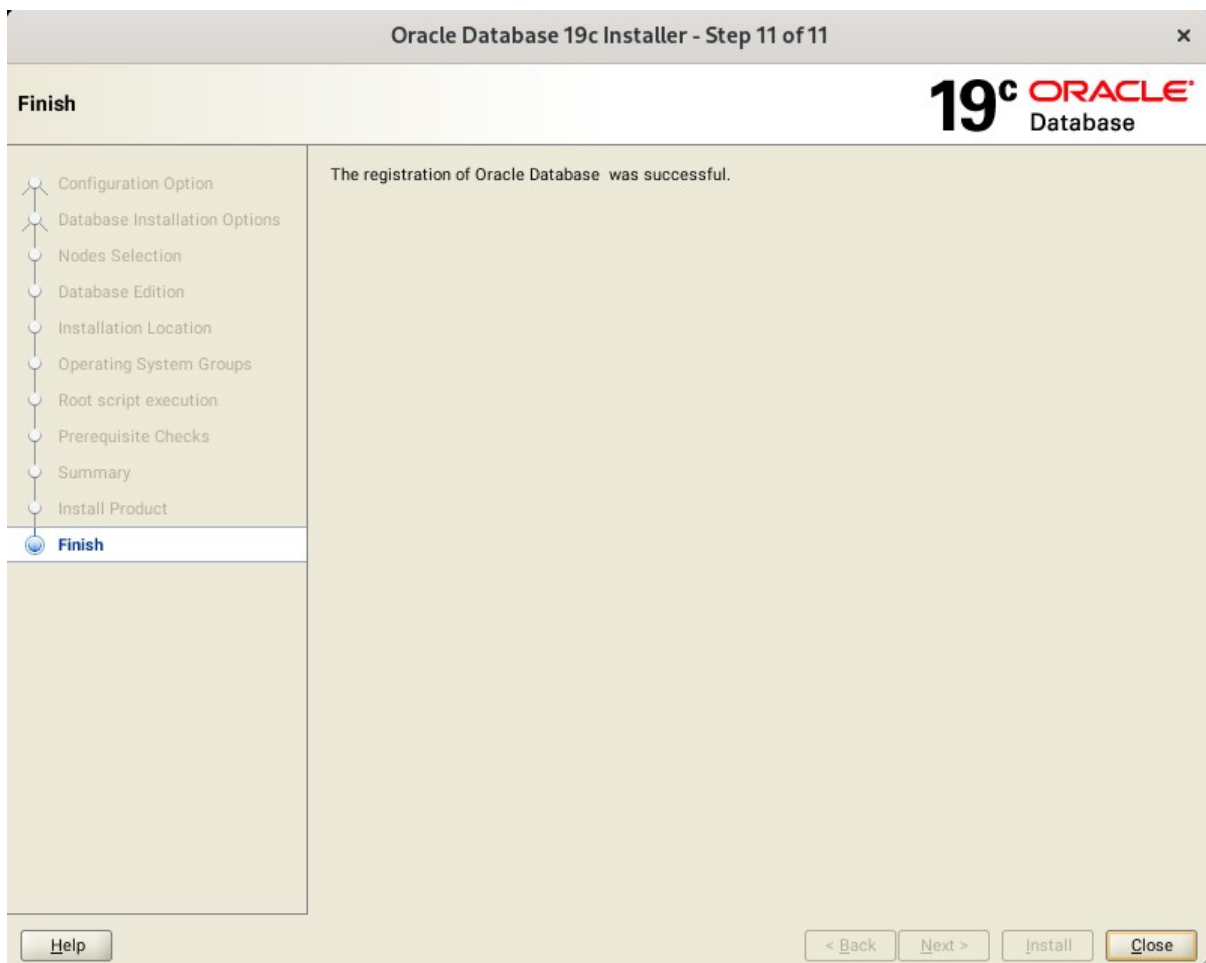 Oracle Database 19c Installer - Step 11 of 11
×
Finish
19c ORACLE
Database
Configuration Option
Database Installation Options
Nodes Selection
Database Edition
Installation Location
Operating System Groups
Root script execution
Prerequisite Checks
Summary
Install Product
Finish
The registration of Oracle Database  was successful.
Help
< Back
Next >
Install
Close